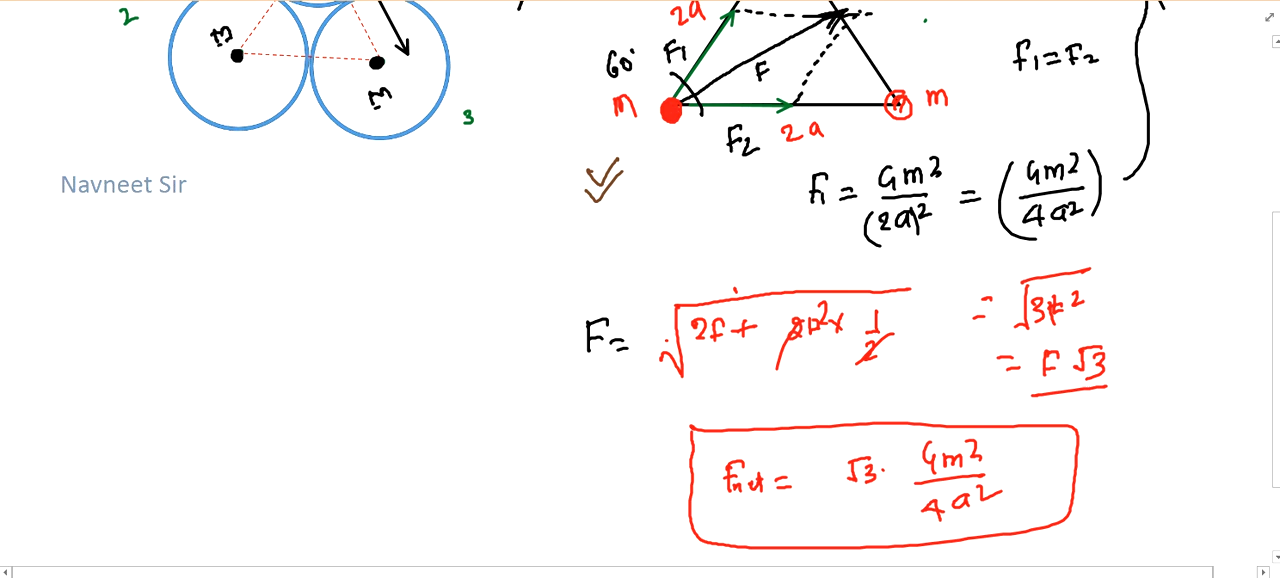 2
m
m
3
Navneet Sir
2a
60°
F₁
F
m
F₂
2a
m
F₁ = F₂
F₁ = Gm² / (2a)² = (Gm² / 4a²)
F = √(2F + 2F² × 1/2) = √3F²
= F√3
Fnet = √3 · Gm² / 4a²